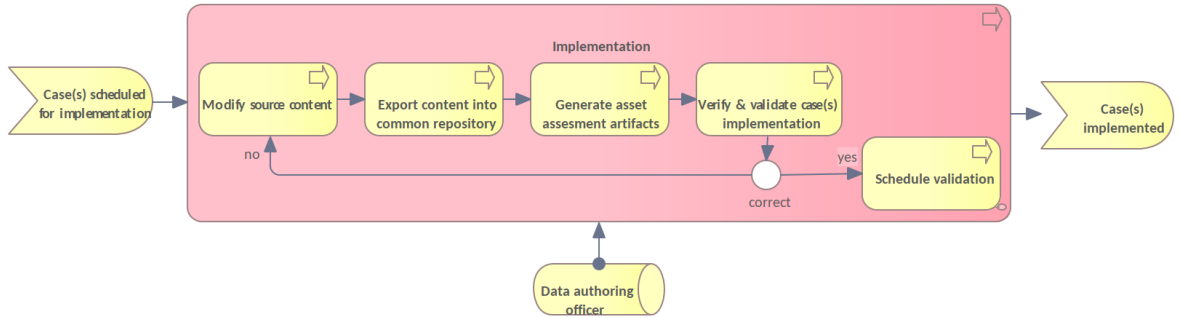 Implementation
Case(s) scheduled
for implementation
Modify source content
Export content into
common repository
Generate asset
assesment artifacts
Verify & validate case(s)
implementation
Case(s)
implemented
no
yes
Schedule validation
correct
Data authoring
officer